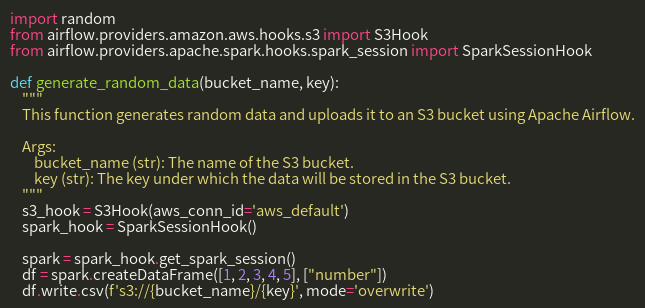 import random
from airflow.providers.amazon.aws.hooks.s3 import S3Hook
from airflow.providers.apache.spark.hooks.spark_session import SparkSessionHook

def generate_random_data(bucket_name, key):
    """
    This function generates random data and uploads it to an S3 bucket using Apache Airflow.

    Args:
        bucket_name (str): The name of the S3 bucket.
        key (str): The key under which the data will be stored in the S3 bucket.
    """
    s3_hook = S3Hook(aws_conn_id='aws_default')
    spark_hook = SparkSessionHook()

    spark = spark_hook.get_spark_session()
    df = spark.createDataFrame([1, 2, 3, 4, 5], ["number"])
    df.write.csv(f's3://{bucket_name}/{key}', mode='overwrite')